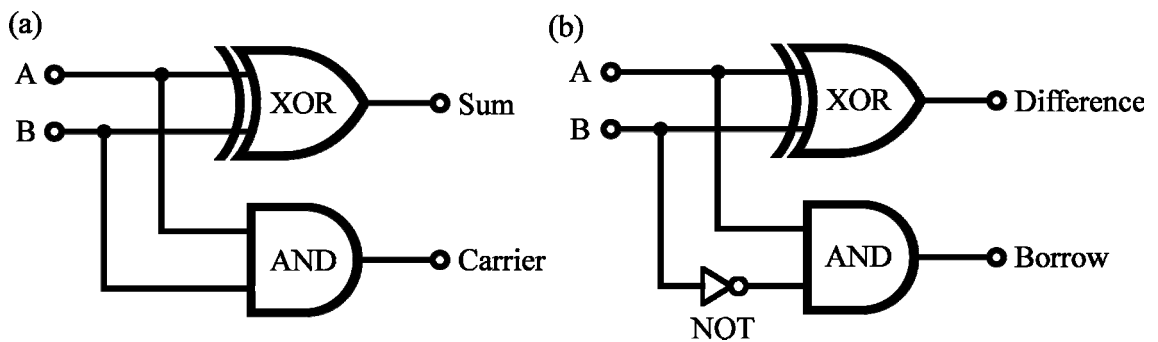 (a)
A
B
XOR
Sum
AND
Carrier
(b)
A
B
XOR
Difference
AND
Borrow
NOT